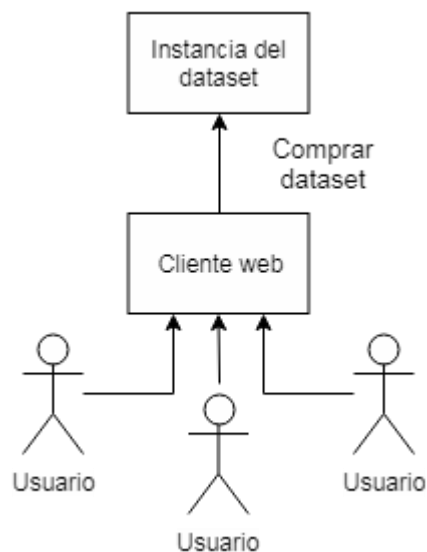 Instancia del
dataset
Comprar
dataset
Cliente web
Usuario
Usuario
Usuario